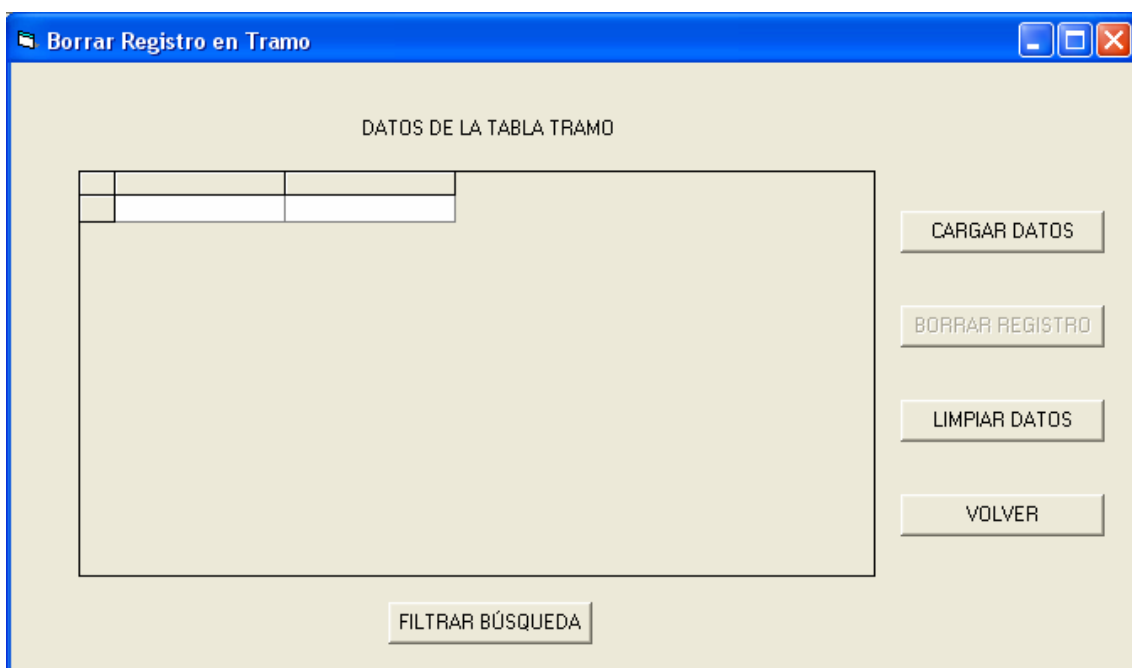 Borrar Registro en Tramo
DATOS DE LA TABLA TRAMO
CARGAR DATOS
BORRAR REGISTRO
LIMPIAR DATOS
VOLVER
FILTRAR BÚSQUEDA